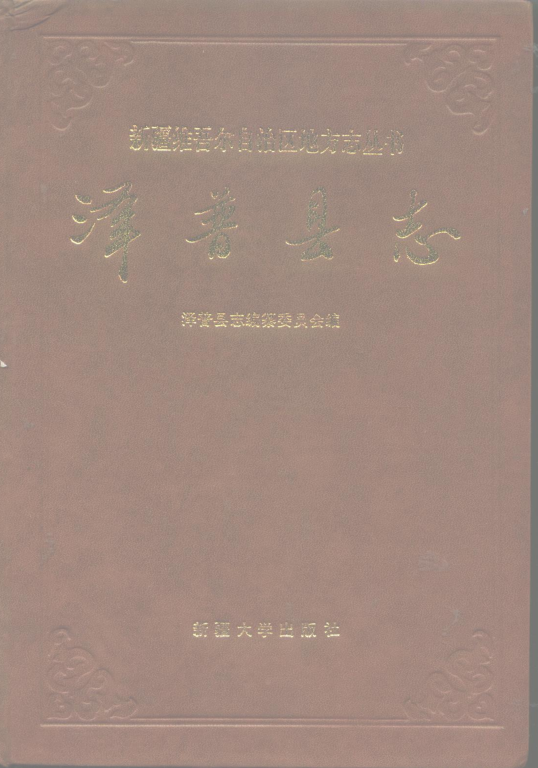 新疆维吾尔自治区地方志丛书
泽普县志
泽普县志编纂委员会编
新疆大学出版社